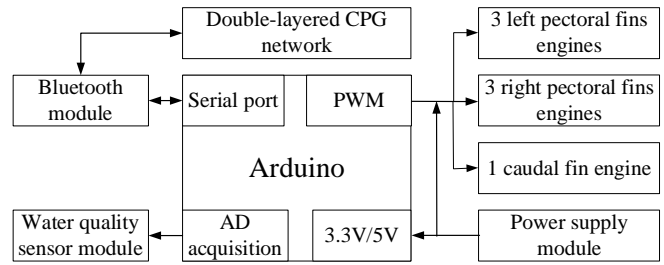 Double-layered CPG
network
3 left pectoral fins
engines
Bluetooth
module
Serial port
PWM
3 right pectoral fins
engines
Arduino
1 caudal fin engine
Water quality
sensor module
AD
acquisition
3.3V/5V
Power supply
module